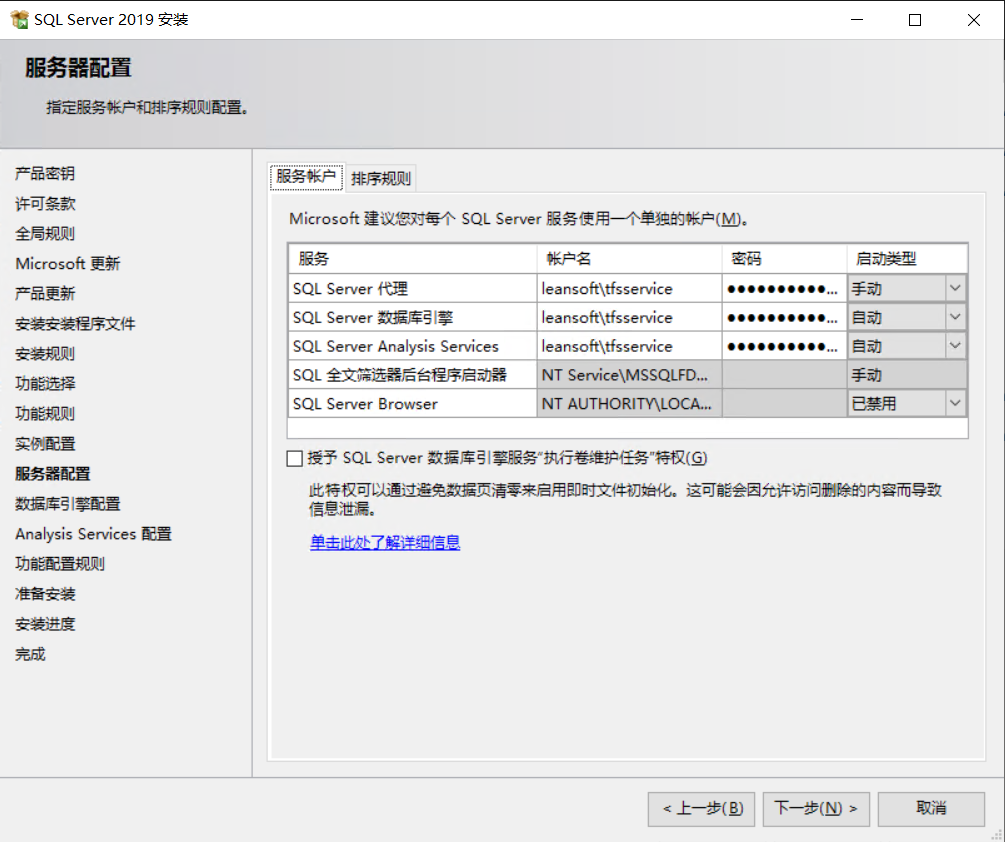 SQL Server 2019 安装
服务器配置
指定服务帐户和排序规则配置。
产品密钥
许可条款
全局规则
Microsoft 更新
产品更新
安装安装程序文件
安装规则
功能选择
功能规则
实例配置
服务器配置
数据库引擎配置
Analysis Services 配置
功能配置规则
准备安装
安装进度
完成
服务帐户 排序规则
Microsoft 建议您对每个 SQL Server 服务使用一个单独的帐户(M)。
服务 帐户名 密码 启动类型
SQL Server 代理 leansoft\tfsservice ●●●●●●●●●●... 手动
SQL Server 数据库引擎 leansoft\tfsservice ●●●●●●●●●●... 自动
SQL Server Analysis Services leansoft\tfsservice ●●●●●●●●●●... 自动
SQL 全文筛选器后台程序启动器 NT Service\MSSQLFD... 手动
SQL Server Browser NT AUTHORITY\LOCA... 已禁用
授予 SQL Server 数据库引擎服务“执行卷维护任务”特权(G)
此特权可以通过避免数据页清零来启用即时文件初始化。这可能会因允许访问删除的内容而导致
信息泄漏。
单击此处了解详细信息
< 上一步(B) 下一步(N) > 取消